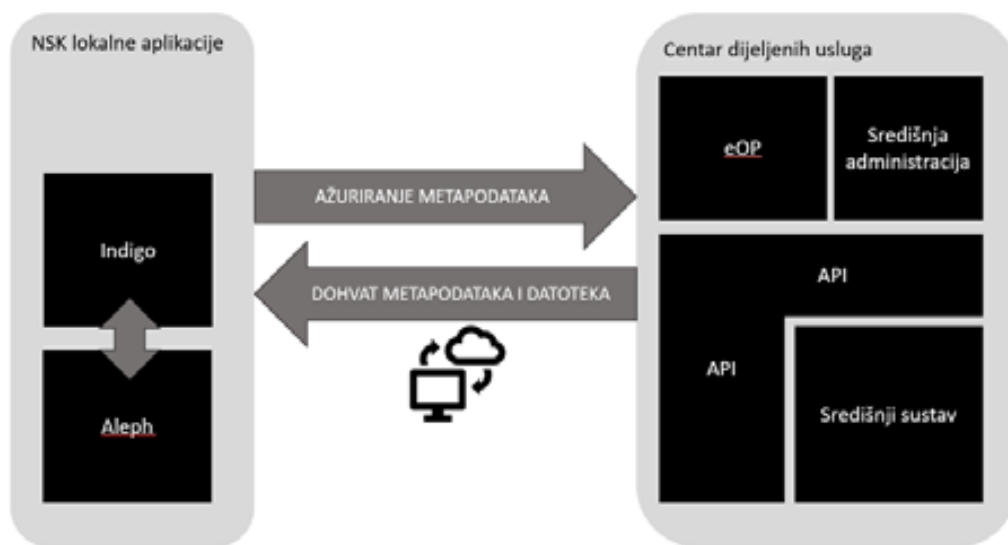 NSK lokalne aplikacije
Indigo
Aleph
AŽURIRANJE METAPODATAKA
DOHVAT METAPODATAKA I DATOTEKA
Centar dijeljenih usluga
eOP
Središnja
administracija
API
API
Središnji sustav